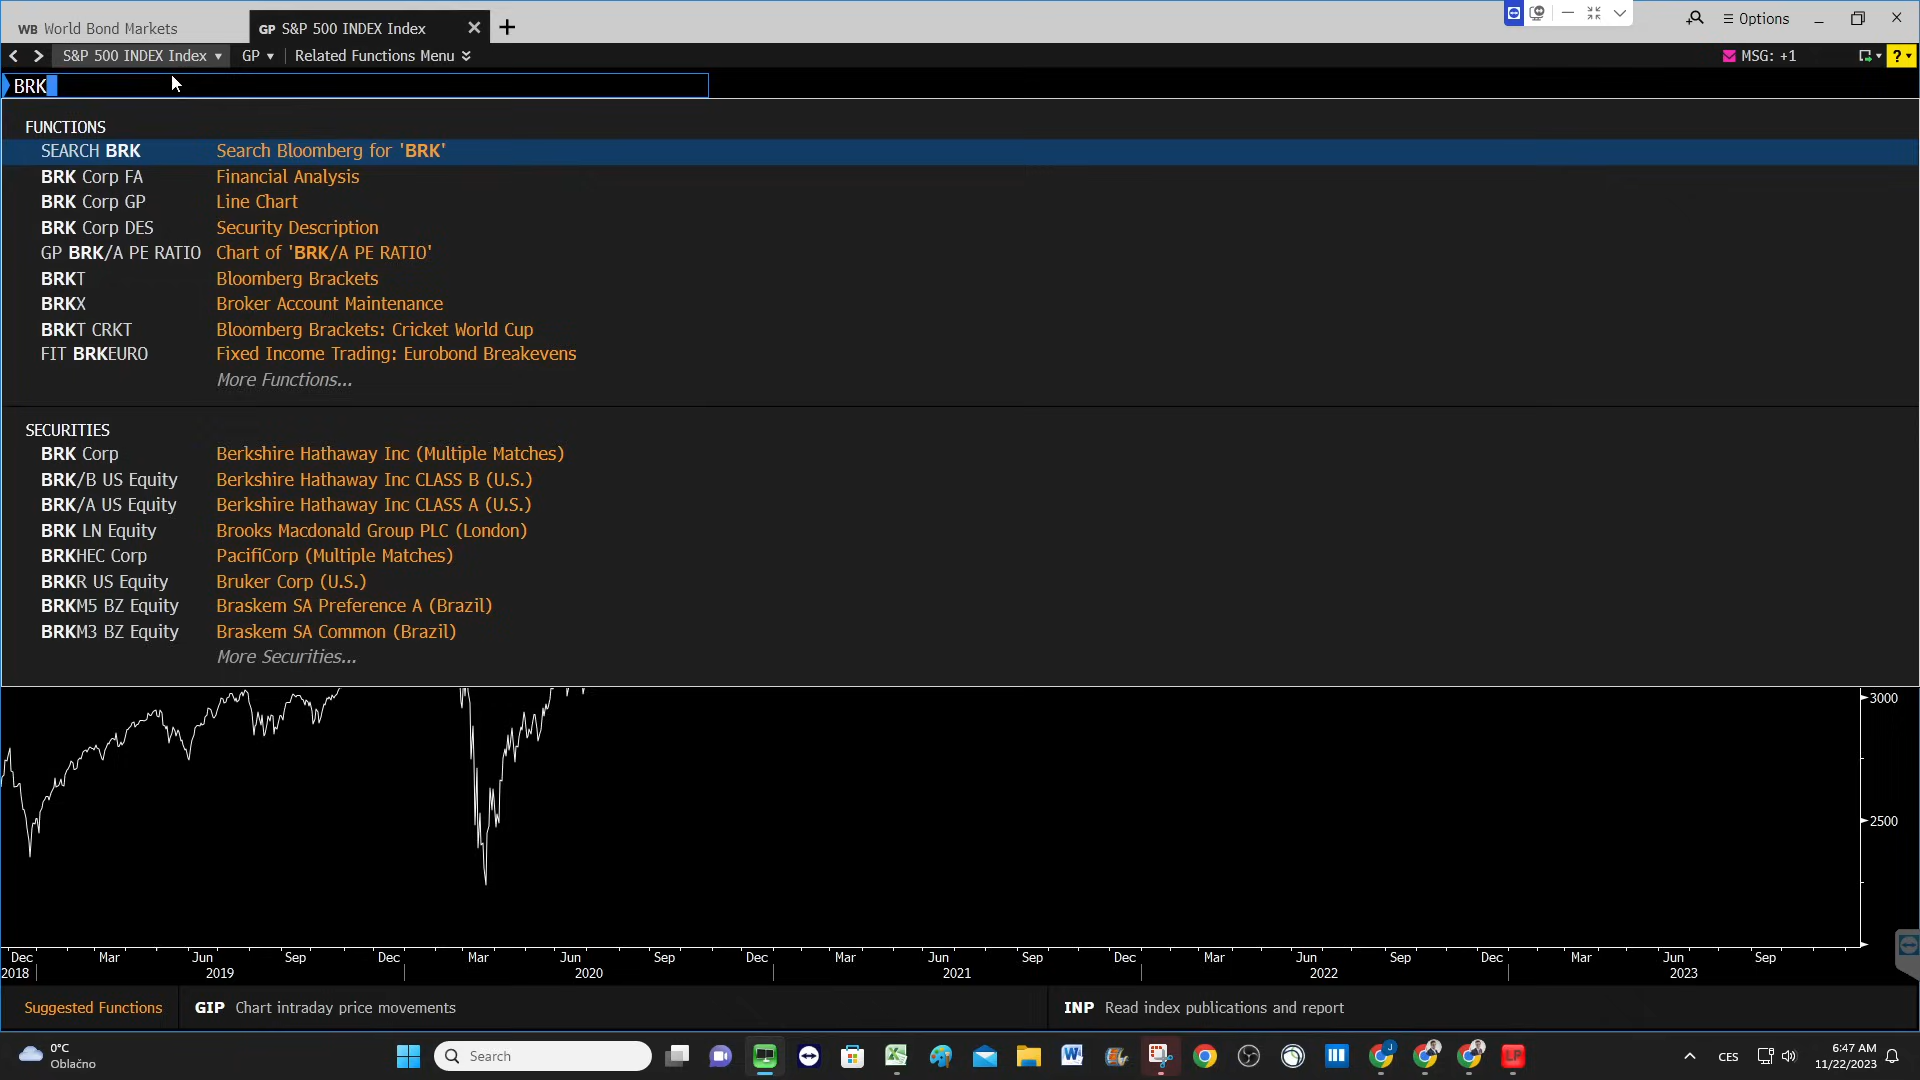 WB World Bond Markets
GP S&P 500 INDEX Index
Options
S&P 500 INDEX Index
GP
Related Functions Menu
MSG: +1
?
BRK
FUNCTIONS
SEARCH BRK Search Bloomberg for 'BRK'
BRK Corp FA Financial Analysis
BRK Corp GP Line Chart
BRK Corp DES Security Description
GP BRK/A PE RATIO Chart of 'BRK/A PE RATIO'
BRKT Bloomberg Brackets
BRKX Broker Account Maintenance
BRKT CRKT Bloomberg Brackets: Cricket World Cup
FIT BRKEURO Fixed Income Trading: Eurobond Breakevens
More Functions...
SECURITIES
BRK Corp Berkshire Hathaway Inc (Multiple Matches)
BRK/B US Equity Berkshire Hathaway Inc CLASS B (U.S.)
BRK/A US Equity Berkshire Hathaway Inc CLASS A (U.S.)
BRK LN Equity Brooks Macdonald Group PLC (London)
BRKHEC Corp PacifiCorp (Multiple Matches)
BRKR US Equity Bruker Corp (U.S.)
BRKM5 BZ Equity Braskem SA Preference A (Brazil)
BRKM3 BZ Equity Braskem SA Common (Brazil)
More Securities...
3000
2500
Dec Mar Jun Sep Dec Mar Jun Sep Dec Mar Jun Sep Dec Mar Jun Sep Dec Mar Jun Sep
2018 2019 2020 2021 2022 2023
Suggested Functions
GIP Chart intraday price movements
INP Read index publications and report
0°C
Oblačno
Search
W
J
LP
CES
6:47 AM
11/22/2023